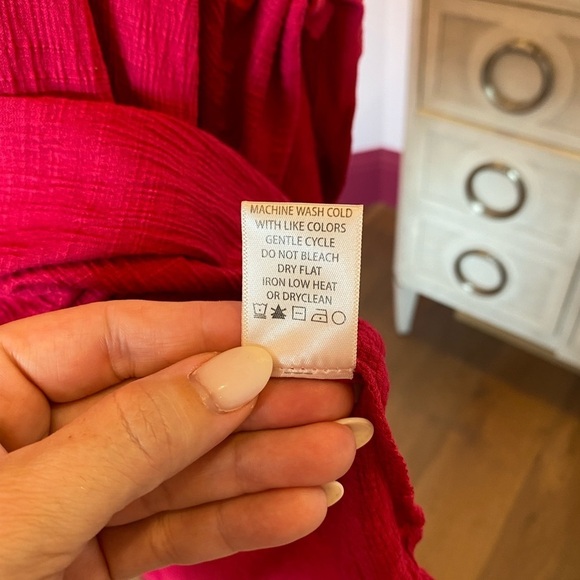 MACHINE WASH COLD
WITH LIKE COLORS
GENTLE CYCLE
DO NOT BLEACH
DRY FLAT
IRON LOW HEAT
OR DRYCLEAN